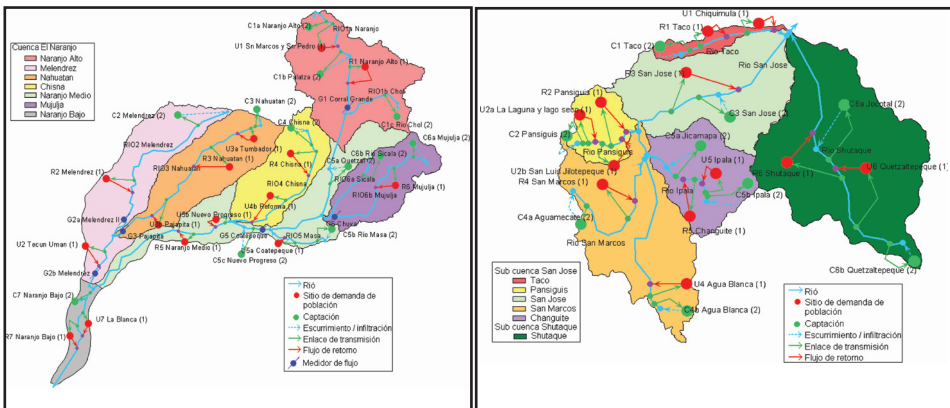 Cuenca El Naranjo
Naranjo Alto
Melendrez
Nahuatan
Chisna
Naranjo Medio
Mujulja
Naranjo Bajo
C1a Naranjo Alto (2)
RIO1a Naranjo
U1 Sn Marcos y Sn Pedro (1)
R1 Naranjo Alto (1)
C1b Palatza (2)
G1 Corral Grande
RIO1b Chol
C1c Rio Chol (2)
C2 Melendrez (2)
C3 Nahuatan (2)
C4 Chisna (2)
C6a Mujulja (2)
RIO2 Melendrez
U3a Tumbador (1)
C6b Rio Sicala (2)
C5a Quetzal (2)
R3 Nahuatan (1)
RIO3 Nahuatan
R4 Chisna (1)
RIO6a Sicala
R2 Melendrez (1)
RIO4 Chisna
R6 Mujulja (1)
RIO6b Mujulja
U4b Reforma (1)
U3b Nuevo Progreso (1)
G2a Melendrez II
G3 Pajapita
G5 Coatepeque
RIO5 Masa
C5b Rio Masa (2)
U2 Tecun Uman (1)
R5 Naranjo Medio (1)
U5a Coatepeque (1)
C5c Nuevo Progreso (2)
G2b Melendrez
C7 Naranjo Bajo (2)
U7 La Blanca (1)
R7 Naranjo Bajo (1)
Rió
Sitio de demanda de
población
Captación
Escurrimiento / infiltración
Enlace de transmisión
Flujo de retorno
Medidor de flujo
U1 Chiquimula (1)
R1 Taco (1)
C1 Taco (2)
Rio Taco
Rio San Jose
R3 San Jose (1)
R2 Pansiguis (1)
U2a La Laguna y lago seco (1)
C3 San Jose (2)
C5a Jocotal (2)
C2 Pansiguis (2)
Rio Pansiguis
C5a Jicamapa (2)
Rio Shutaque
U2b San Luis Jilotepeque (1)
U5 Ipala (1)
U6 Quetzaltepeque (1)
R4 San Marcos (1)
R6 Shutaque (1)
Rio Ipala
C5b Ipala (2)
C4a Aguamecate (2)
R5 Changuite (1)
Rio San Marcos
C6b Quetzaltepeque (2)
U4 Agua Blanca (1)
C4b Agua Blanca (2)
Sub cuenca San Jose
Taco
Pansiguis
San Jose
San Marcos
Changuite
Sub cuenca Shutaque
Shutaque
Rió
Sitio de demanda de
población
Captación
Escurrimiento / infiltración
Enlace de transmisión
Flujo de retorno